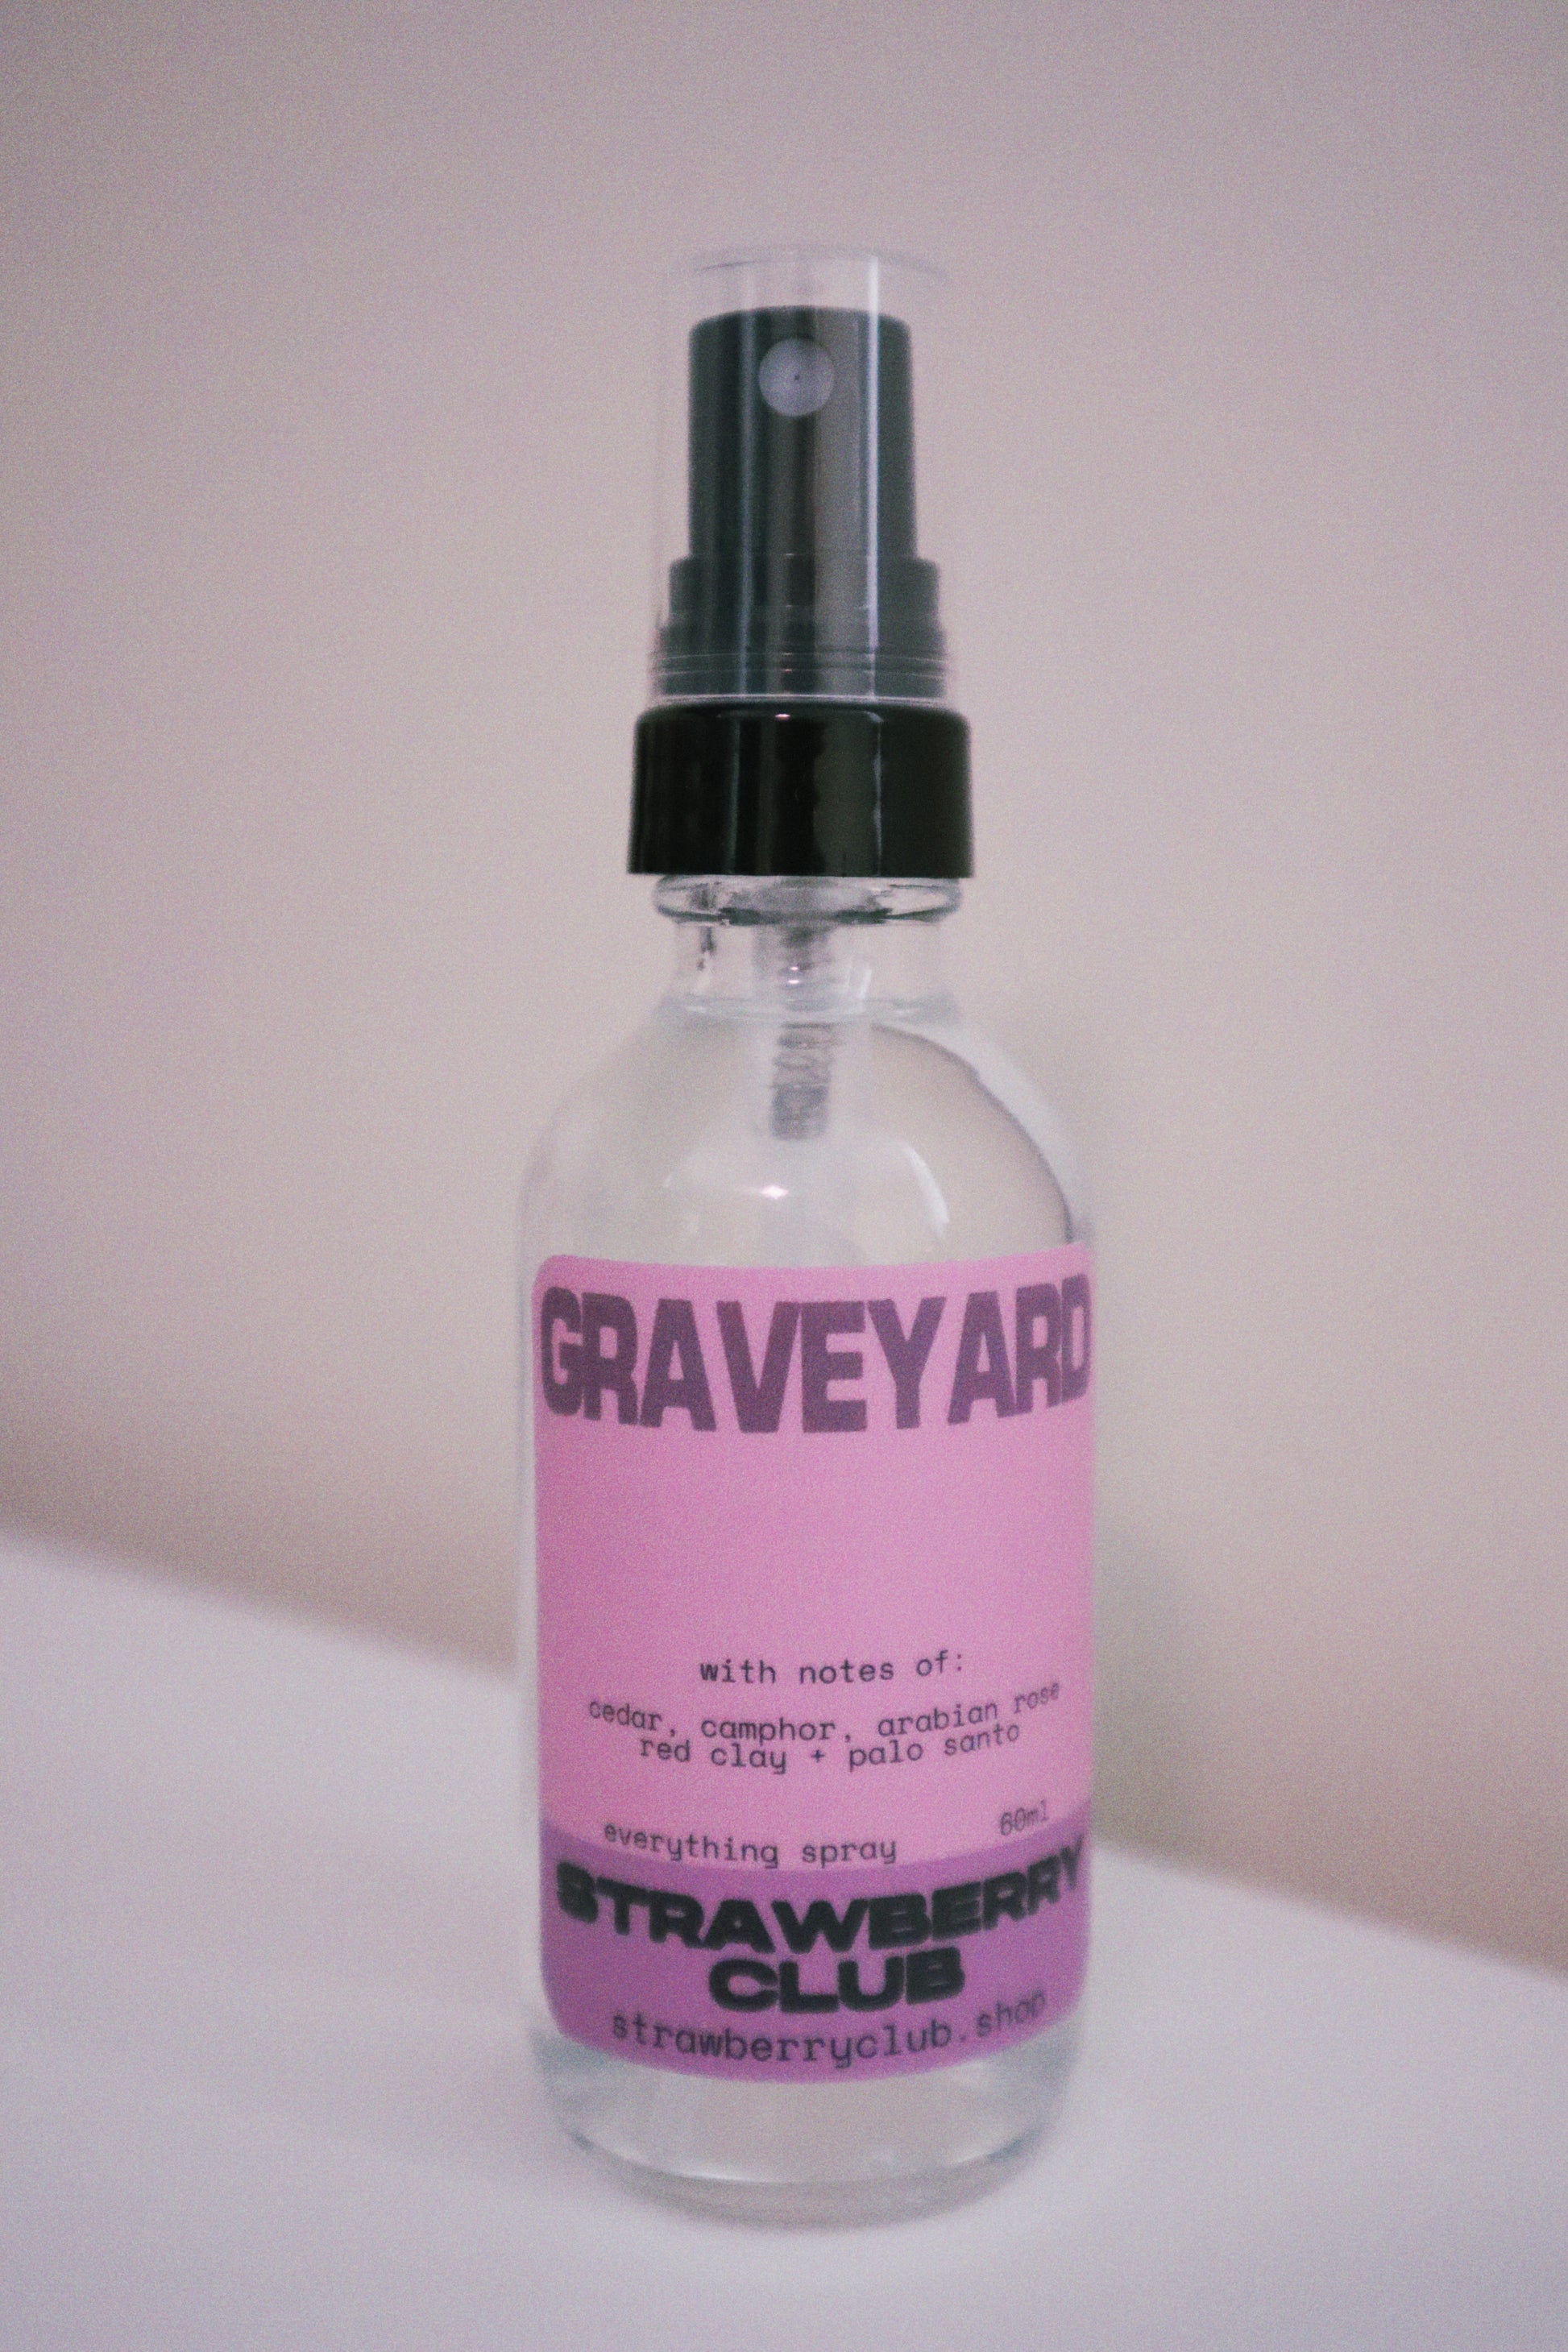 GRAVEYARD
with notes of:
cedar, camphor, arabian rose
red clay + palo santo
everything spray 60ml
STRAWBERRY
CLUB
strawberryclub.shop